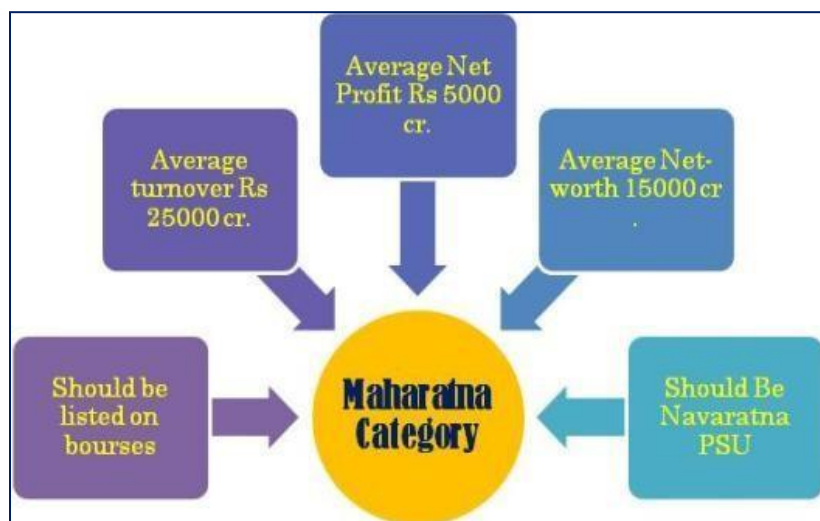 Average Net
Profit Rs 5000
cr.
Average
turnover Rs
25000 cr.
Average Net-
worth 15000 cr
.
Should be
listed on
bourses
Maharatna
Category
Should Be
Navaratna
PSU